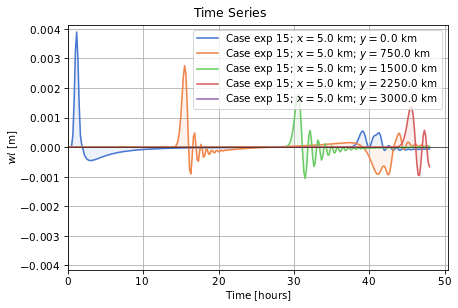 Time Series
Case exp 15; x = 5.0 km; y = 0.0 km
Case exp 15; x = 5.0 km; y = 750.0 km
Case exp 15; x = 5.0 km; y = 1500.0 km
Case exp 15; x = 5.0 km; y = 2250.0 km
Case exp 15; x = 5.0 km; y = 3000.0 km
0.004
0.003
0.002
0.001
0.000
−0.001
−0.002
−0.003
−0.004
w( [m]
0 10 20 30 40 50
Time [hours]